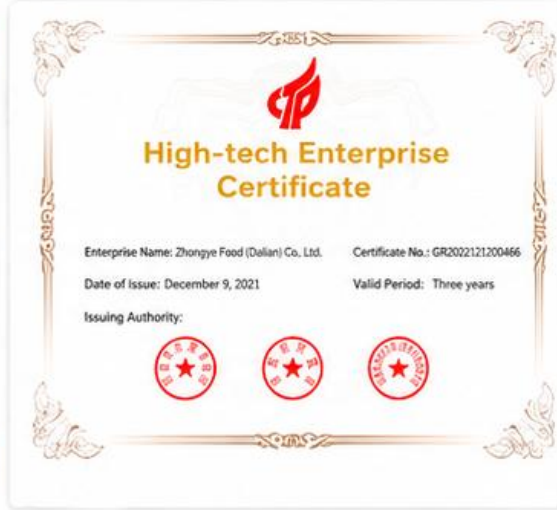 High-tech Enterprise
Certificate
Enterprise Name: Zhongye Food (Dalian) Co., Ltd.
Certificate No.: GR2022121200466
Date of Issue: December 9, 2021
Valid Period: Three years
Issuing Authority: